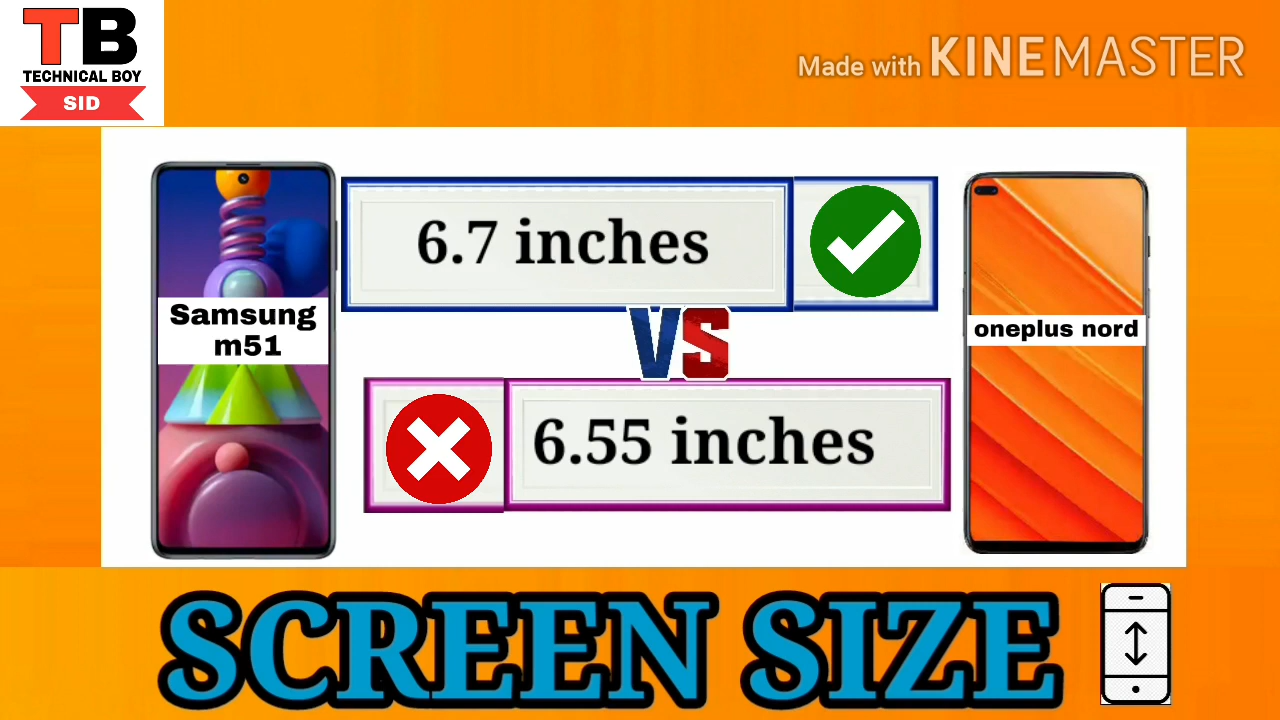 TB
TECHNICAL BOY
SID
Made with KINEMASTER
6.7 inches
Samsung
m51
VS
oneplus nord
6.55 inches
SCREEN SIZE